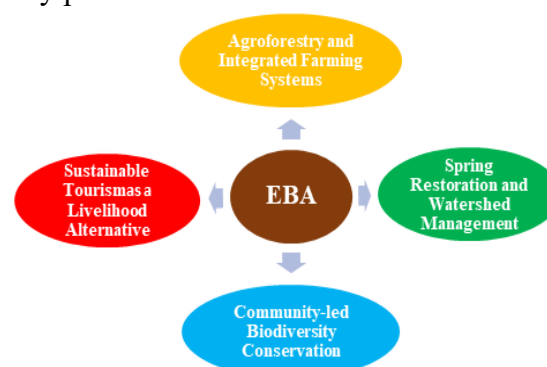 Agroforestry and
Integrated Farming
Systems
Sustainable
Tourismas a
Livelihood
Alternative
EBA
Spring
Restoration and
Watershed
Management
Community-led
Biodiversity
Conservation